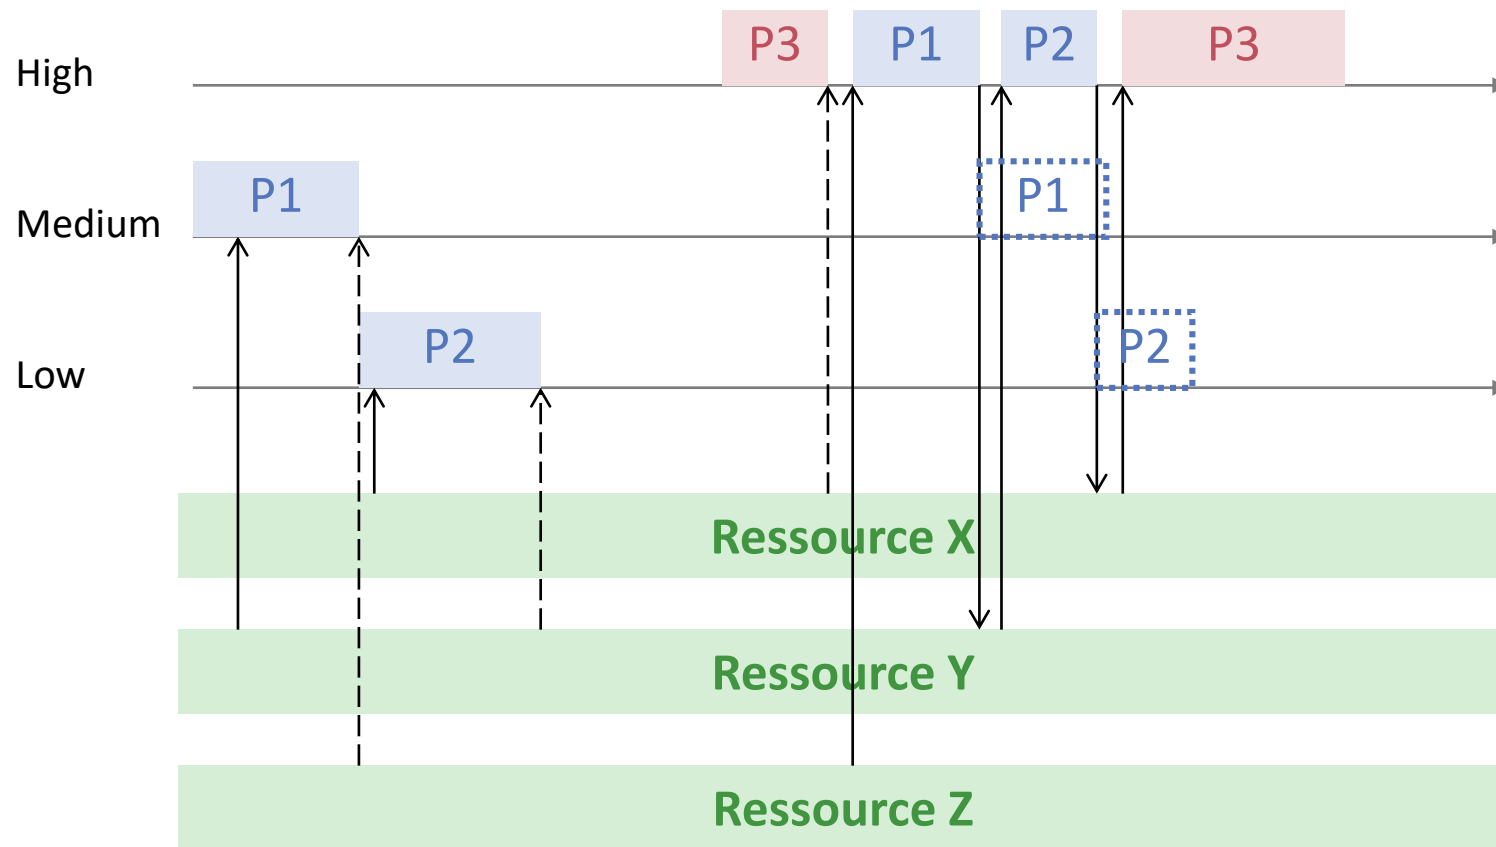 High
P3 P1 P2 P3
Medium
P1 P1
Low
P2 P2
Ressource X
Ressource Y
Ressource Z